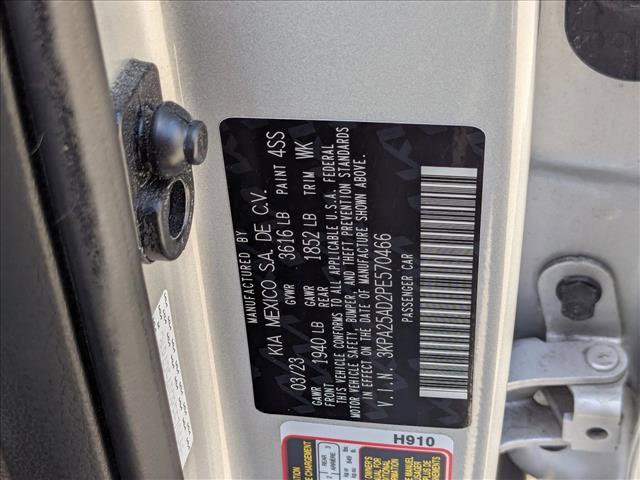 MANUFACTURED BY
KIA MEXICO S.A. DE C.V.
03/23 GVWR 3616 LB PAINT 4SS
GAWR FRONT 1940 LB GAWR REAR 1852 LB TRIM WK
THIS VEHICLE CONFORMS TO ALL APPLICABLE U.S.A. FEDERAL
MOTOR VEHICLE SAFETY, BUMPER, AND THEFT PREVENTION STANDARDS
IN EFFECT ON THE DATE OF MANUFACTURE SHOWN ABOVE.
V.I.N. 3KPA25AD2PE570466
PASSENGER CAR
H910